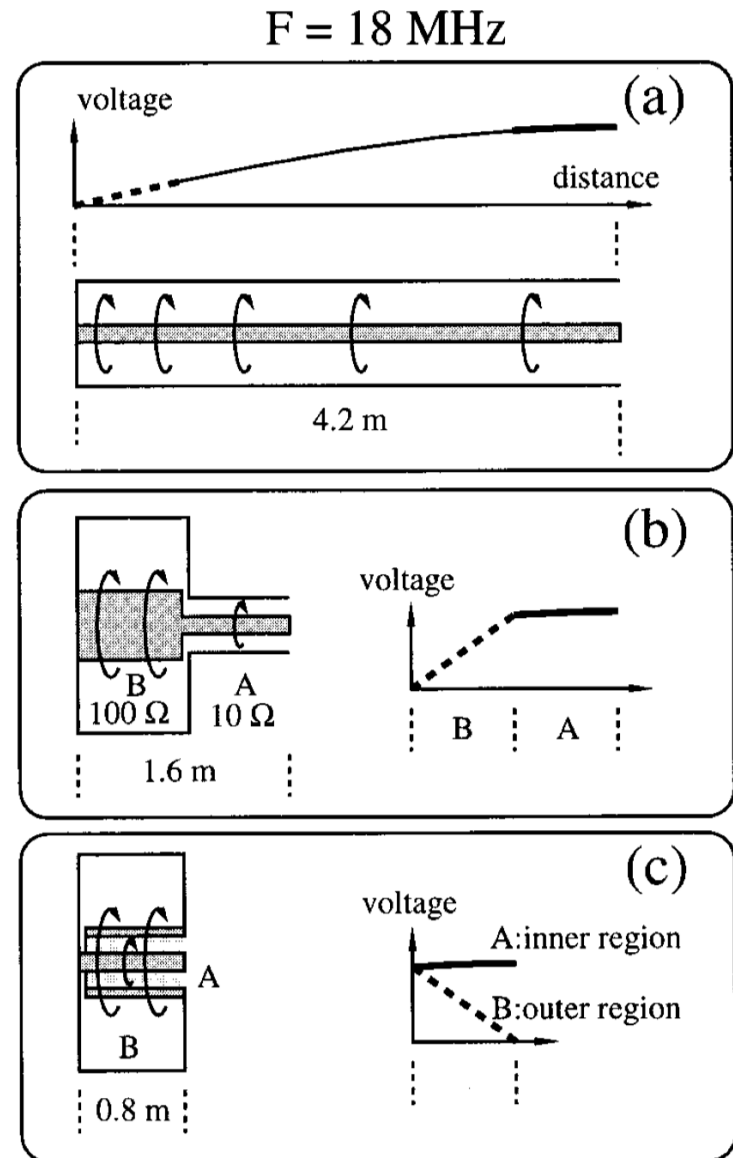 F = 18 MHz
(a)
voltage
distance
4.2 m
(b)
voltage
B
100 Ω
A
10 Ω
B
A
1.6 m
(c)
voltage
A:inner region
A
B:outer region
B
0.8 m